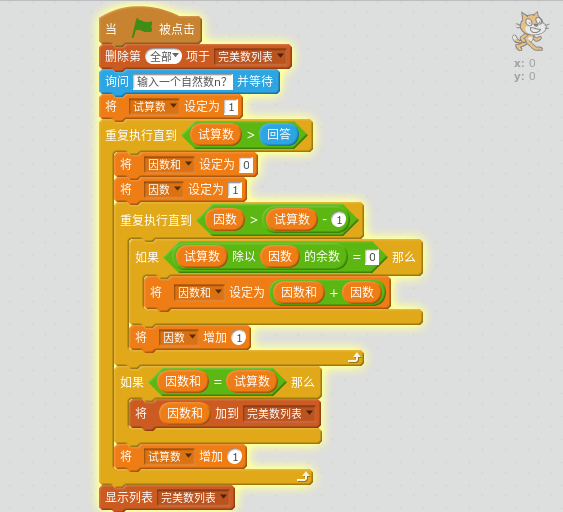 当 被点击
删除第 全部 项于 完美数列表
询问 输入一个自然数n? 并等待
将 试算数 设定为 1
重复执行直到 试算数 > 回答
将 因数和 设定为 0
将 因数 设定为 1
重复执行直到 因数 > 试算数 - 1
如果 试算数 除以 因数 的余数 = 0 那么
将 因数和 设定为 因数和 + 因数
将 因数 增加 1
如果 因数和 = 试算数 那么
将 因数和 加到 完美数列表
将 试算数 增加 1
显示列表 完美数列表
x: 0
y: 0